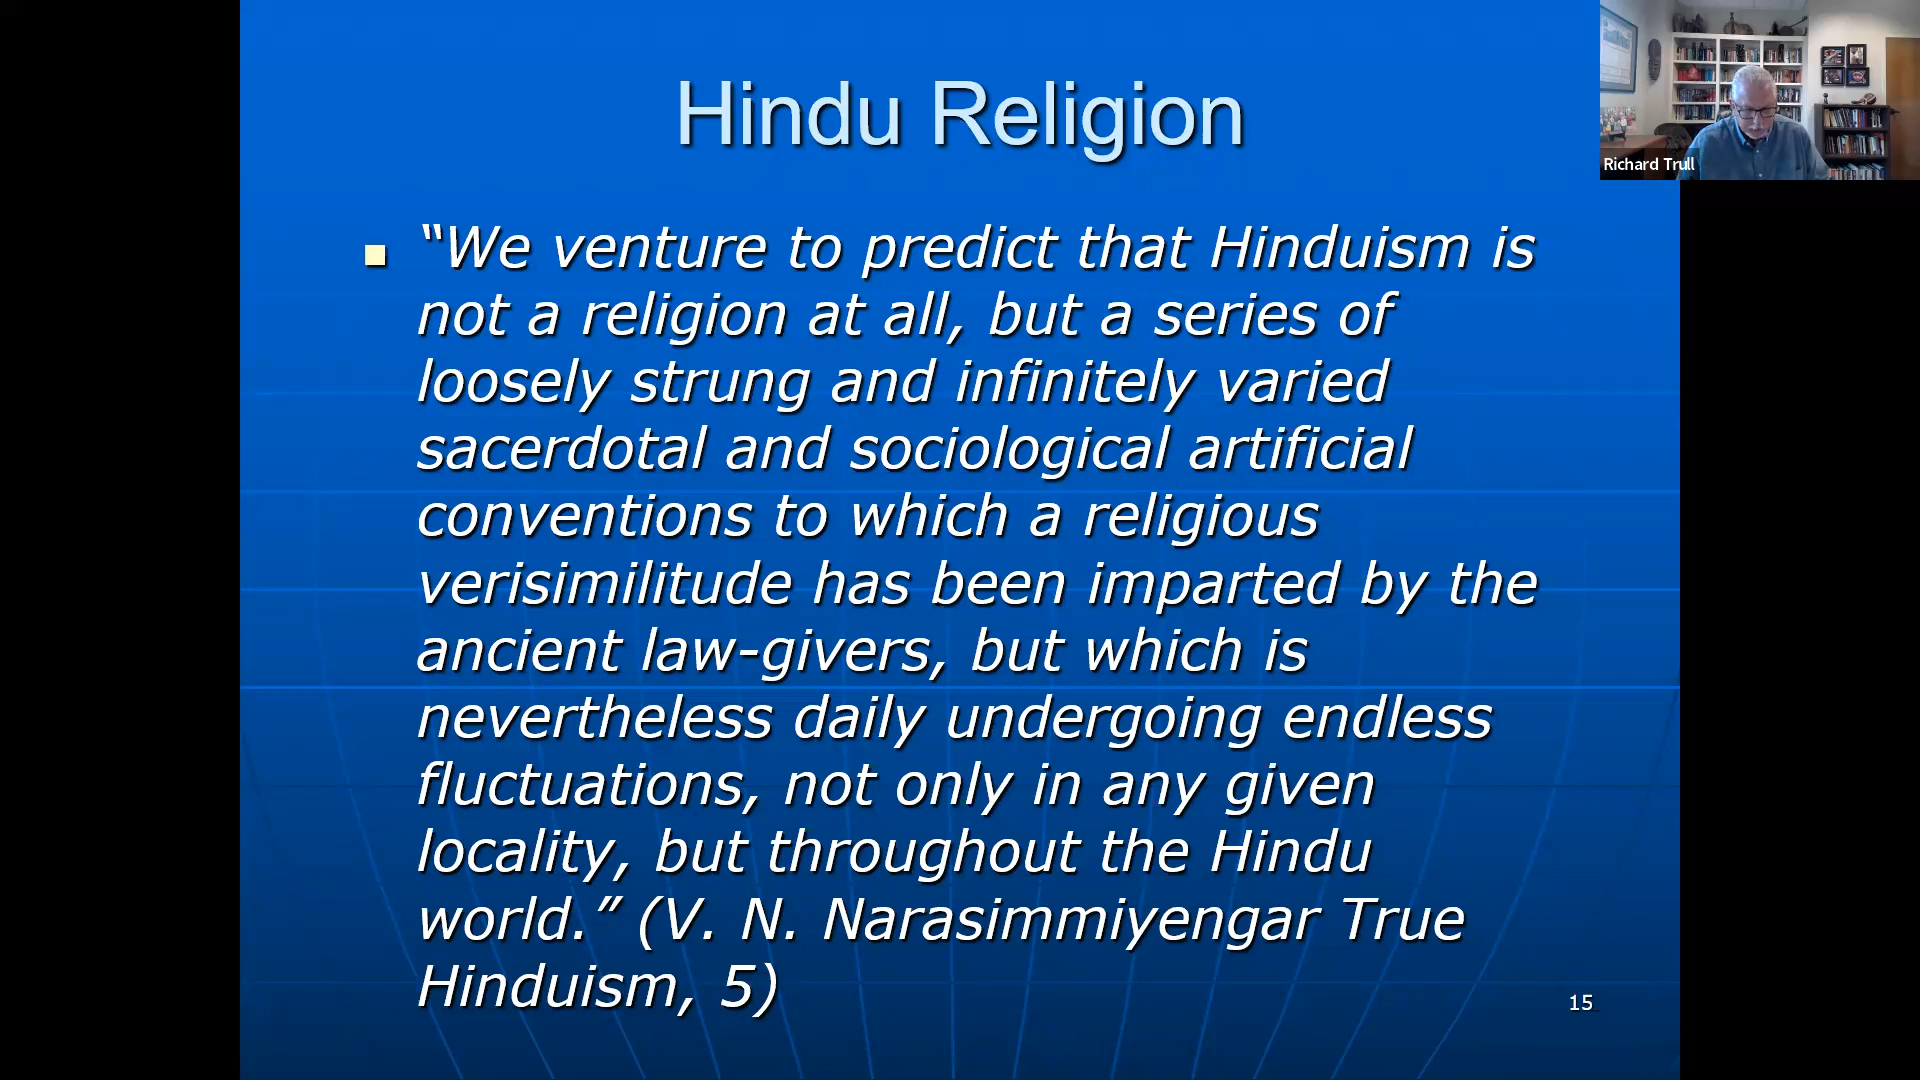 Hindu Religion
“We venture to predict that Hinduism is
not a religion at all, but a series of
loosely strung and infinitely varied
sacerdotal and sociological artificial
conventions to which a religious
verisimilitude has been imparted by the
ancient law-givers, but which is
nevertheless daily undergoing endless
fluctuations, not only in any given
locality, but throughout the Hindu
world.” (V. N. Narasimmiyengar True
Hinduism, 5)
15
Richard Trull